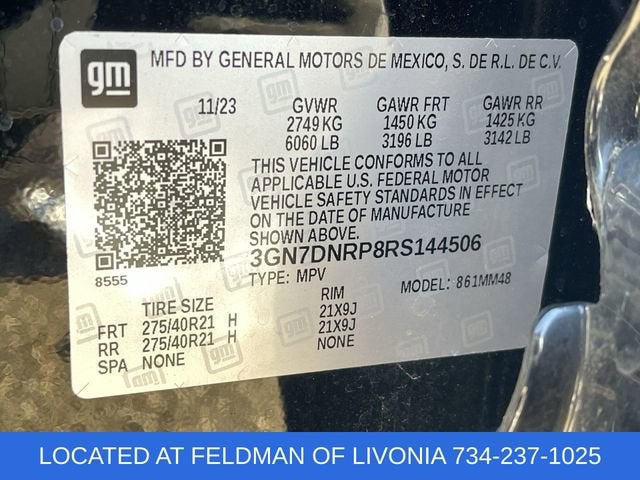 gm MFD BY GENERAL MOTORS DE MEXICO, S. DE R.L. DE C.V.
11/23 GVWR GAWR FRT GAWR RR
2749 KG 1450 KG 1425 KG
6060 LB 3196 LB 3142 LB
THIS VEHICLE CONFORMS TO ALL
APPLICABLE U.S. FEDERAL MOTOR
VEHICLE SAFETY STANDARDS IN EFFECT
ON THE DATE OF MANUFACTURE
SHOWN ABOVE.
3GN7DNRP8RS144506
8555 TYPE: MPV MODEL: 861MM48
TIRE SIZE RIM
FRT 275/40R21 H 21X9J
RR 275/40R21 H 21X9J
SPA NONE NONE
LOCATED AT FELDMAN OF LIVONIA 734-237-1025